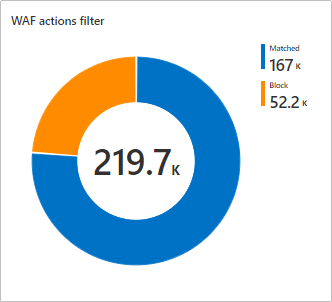 WAF actions filter
Matched
167 K
Block
52.2 K
219.7 K